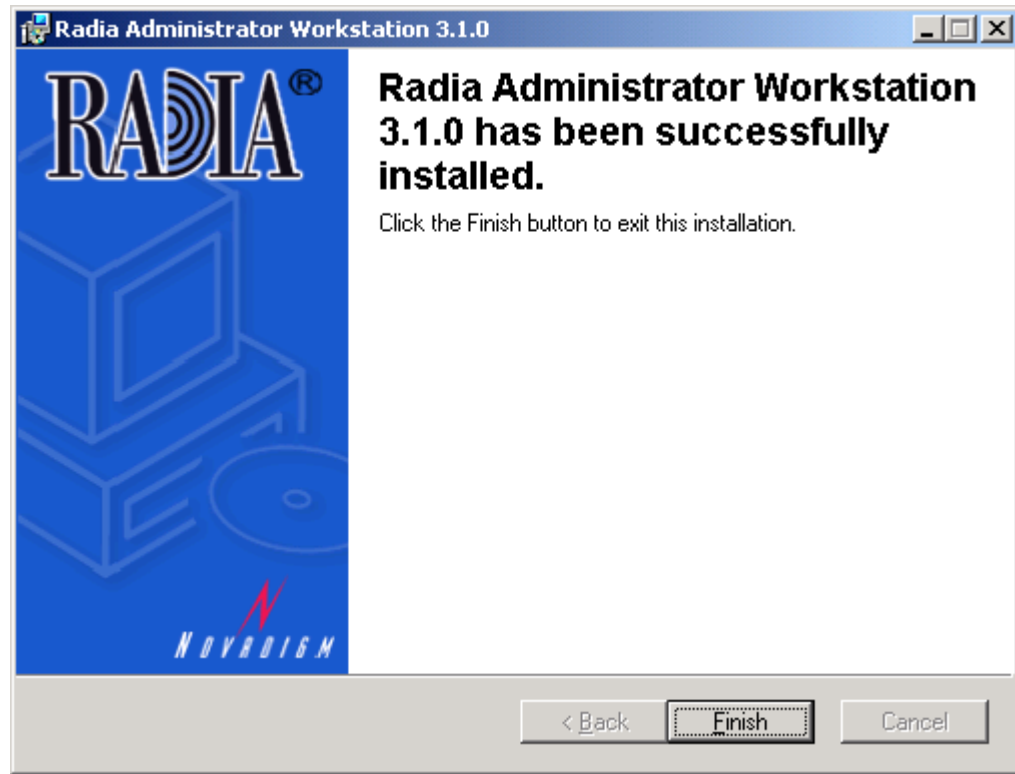 Radia Administrator Workstation 3.1.0
RADIA®
Radia Administrator Workstation
3.1.0 has been successfully
installed.
Click the Finish button to exit this installation.
NOVADIGM
< Back
Finish
Cancel